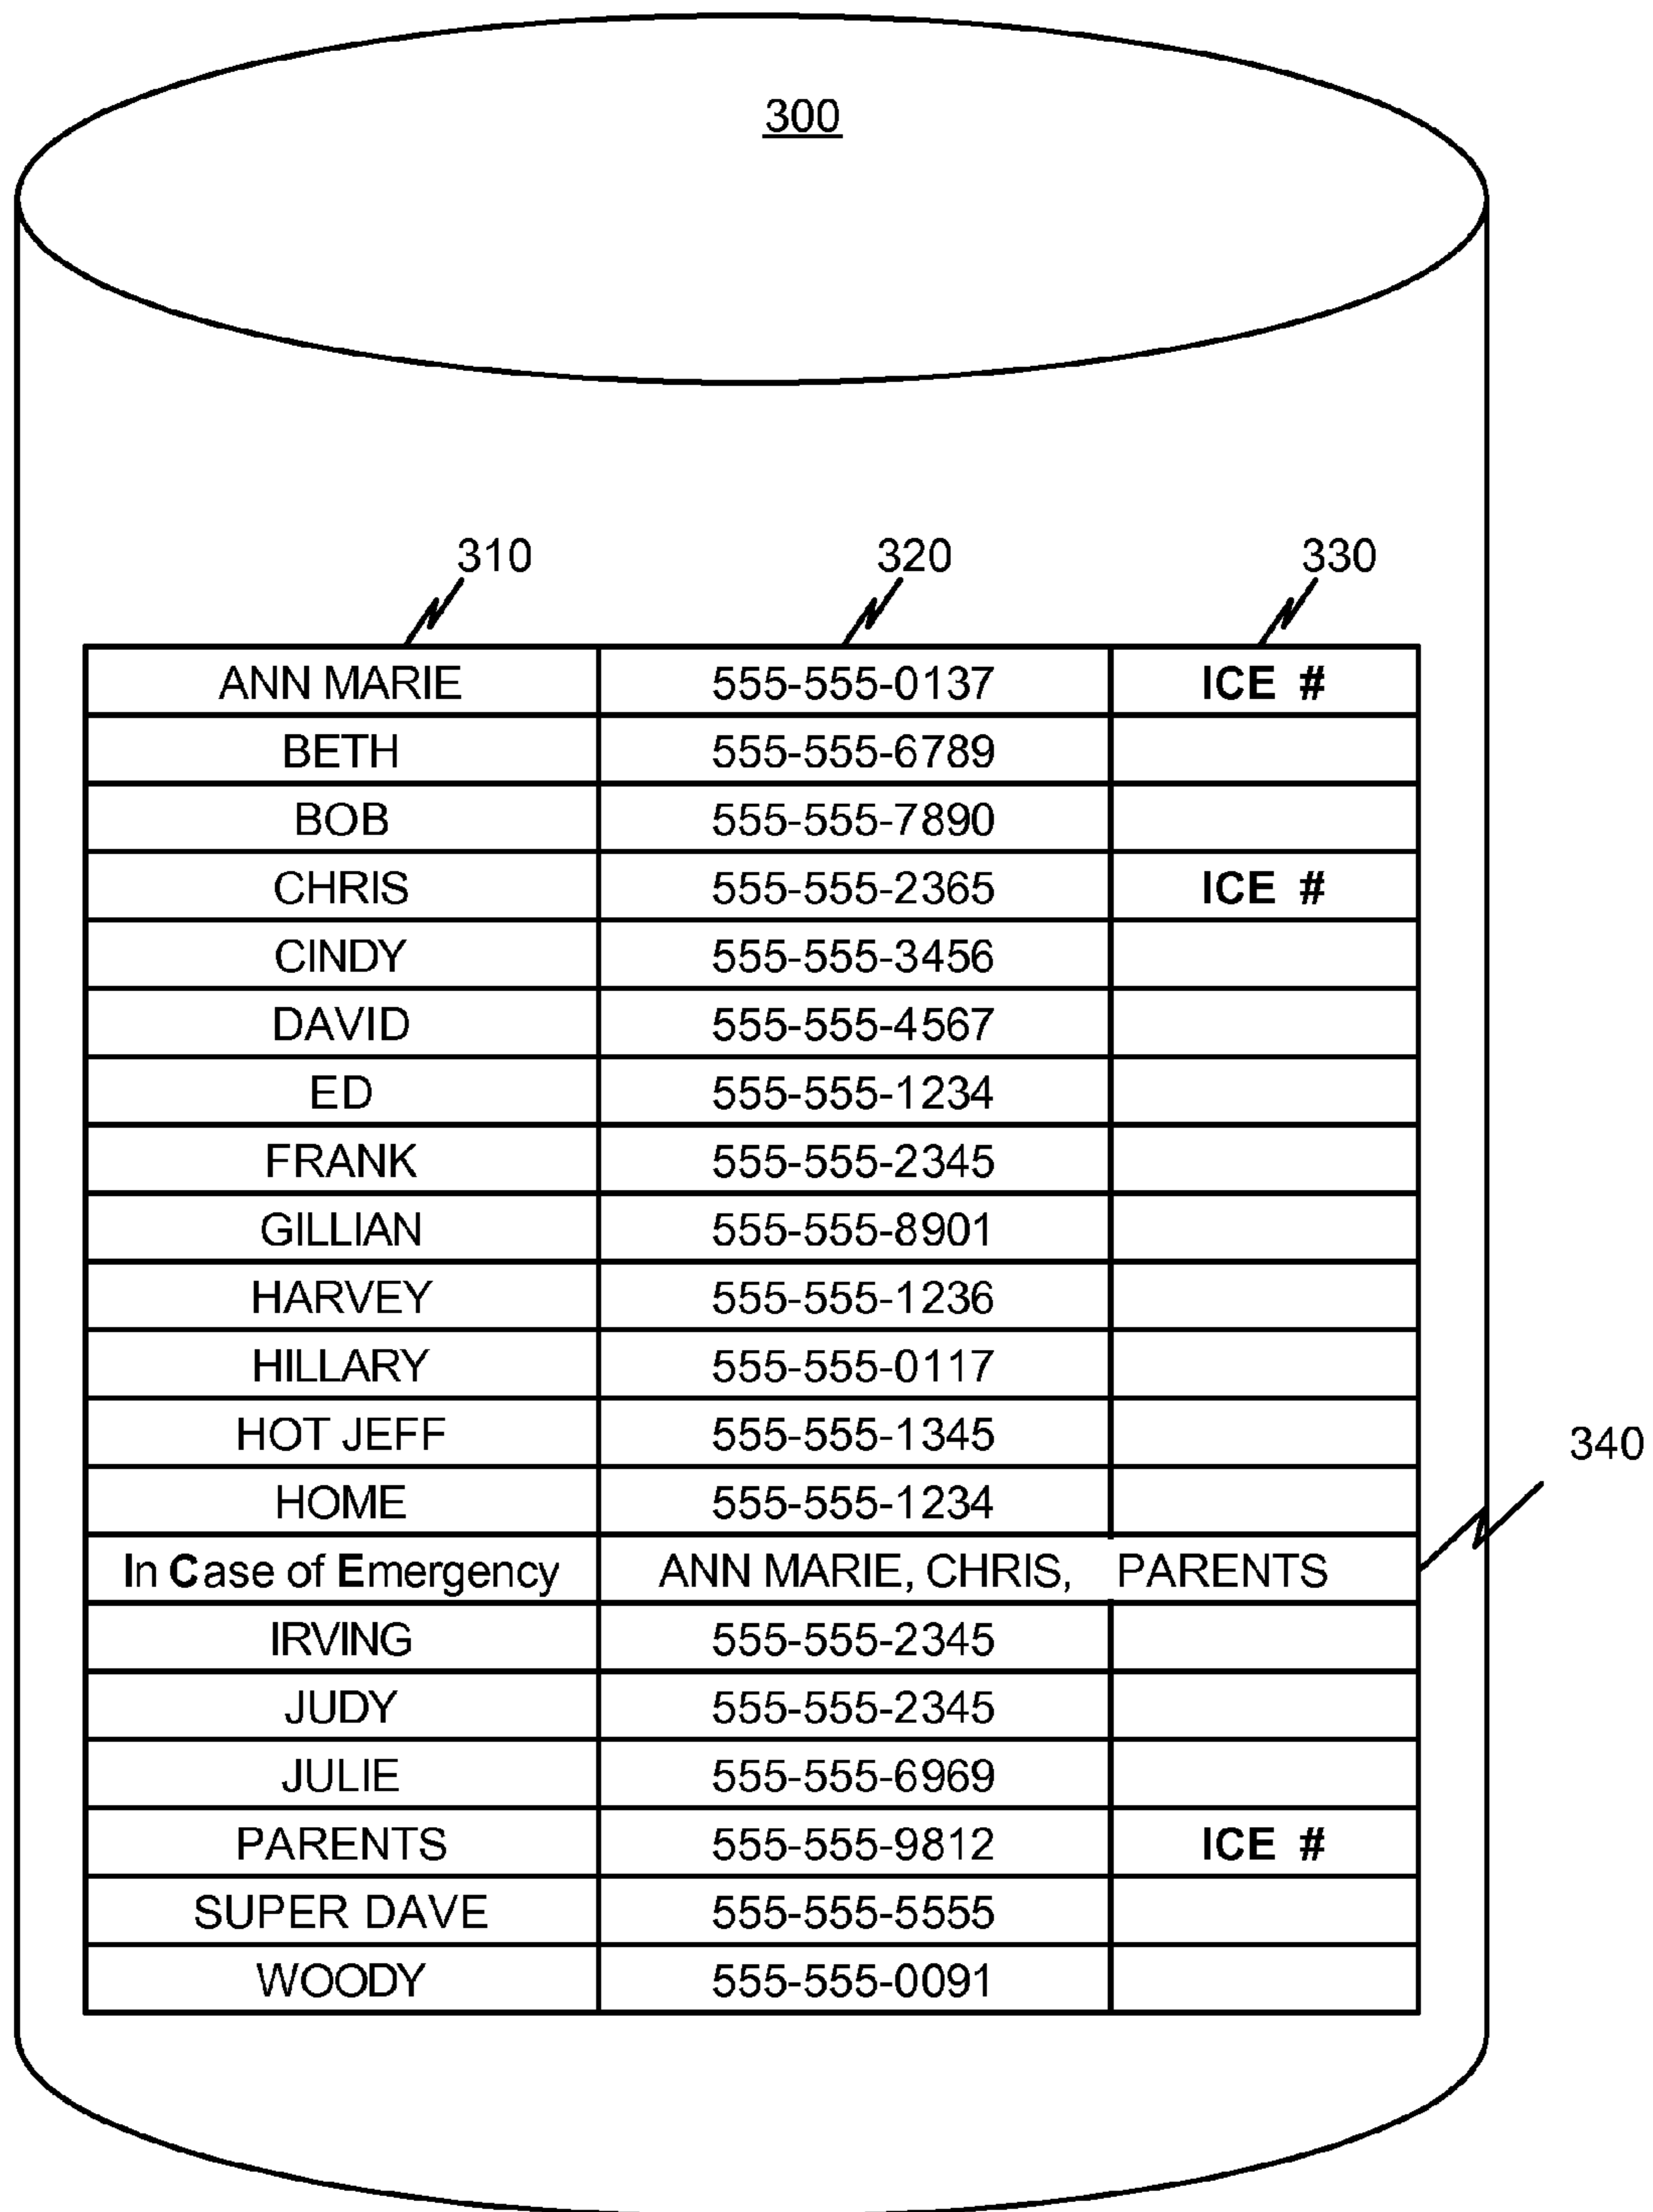 300
310 320 330
ANN MARIE 555-555-0137 ICE #
BETH 555-555-6789
BOB 555-555-7890
CHRIS 555-555-2365 ICE #
CINDY 555-555-3456
DAVID 555-555-4567
ED 555-555-1234
FRANK 555-555-2345
GILLIAN 555-555-8901
HARVEY 555-555-1236
HILLARY 555-555-0117
HOT JEFF 555-555-1345
340
HOME 555-555-1234
In Case of Emergency ANN MARIE, CHRIS, PARENTS
IRVING 555-555-2345
JUDY 555-555-2345
JULIE 555-555-6969
PARENTS 555-555-9812 ICE #
SUPER DAVE 555-555-5555
WOODY 555-555-0091